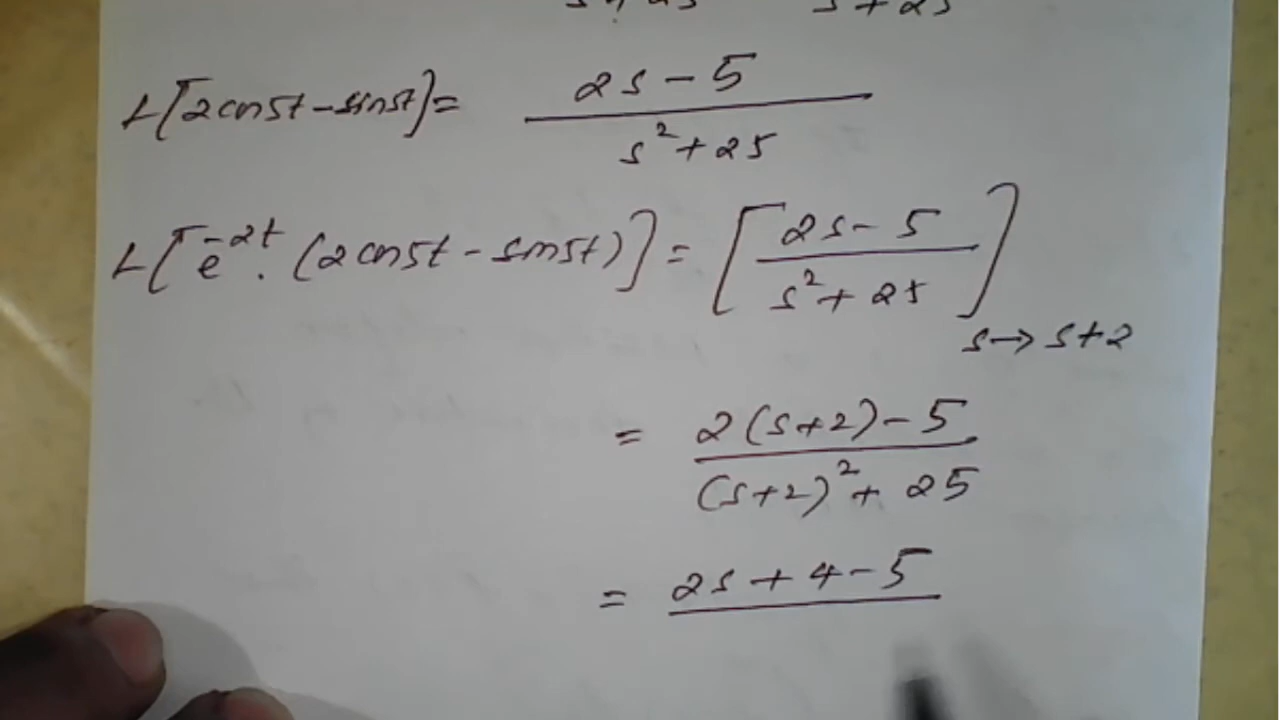 L[2cos5t-sin5t]= 2s-5 / s²+25
L[e^-2t.(2cos5t-sin5t)]= [2s-5 / s²+25] s→s+2
= 2(s+2)-5 / (s+2)²+25
= 2s+4-5